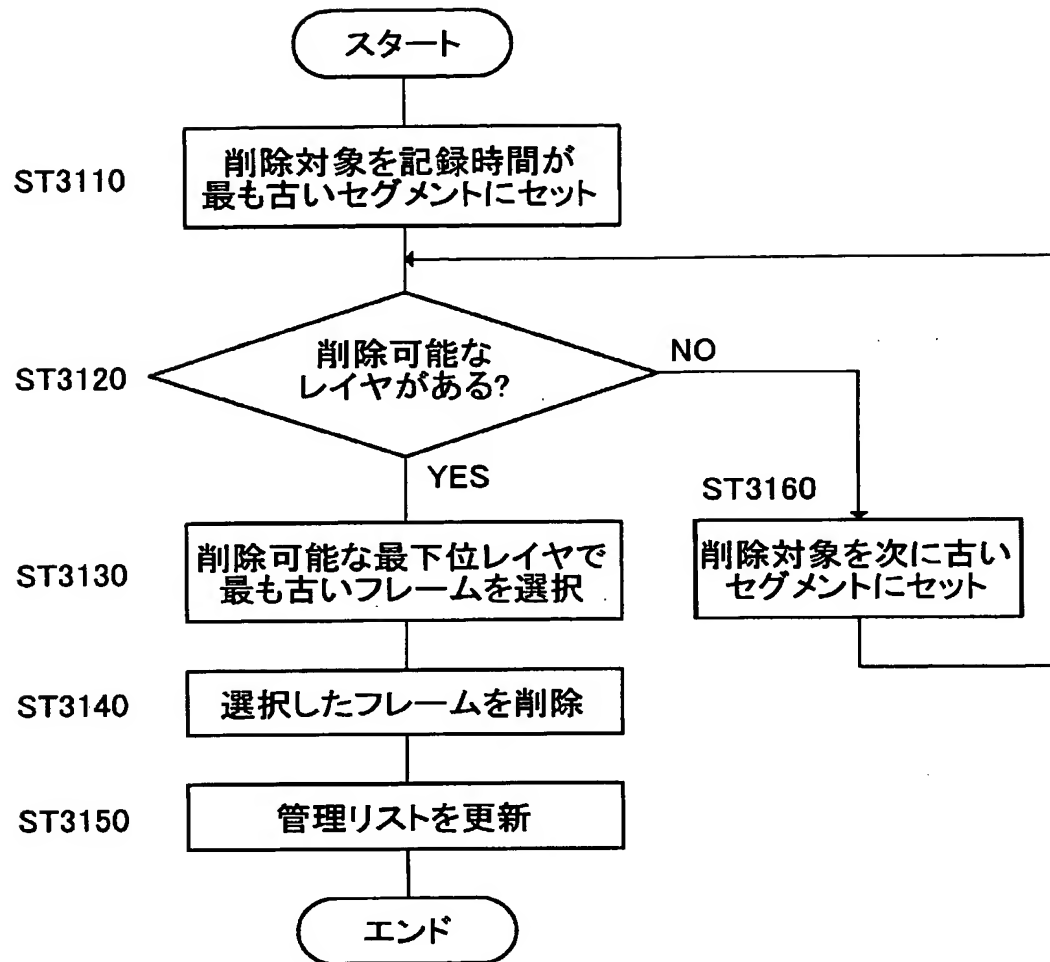 スタート
ST3110
削除対象を記録時間が
最も古いセグメントにセット
ST3120
削除可能な
レイヤがある?
NO
YES
ST3160
削除対象を次に古い
セグメントにセット
ST3130
削除可能な最下位レイヤで
最も古いフレームを選択
ST3140
選択したフレームを削除
ST3150
管理リストを更新
エンド